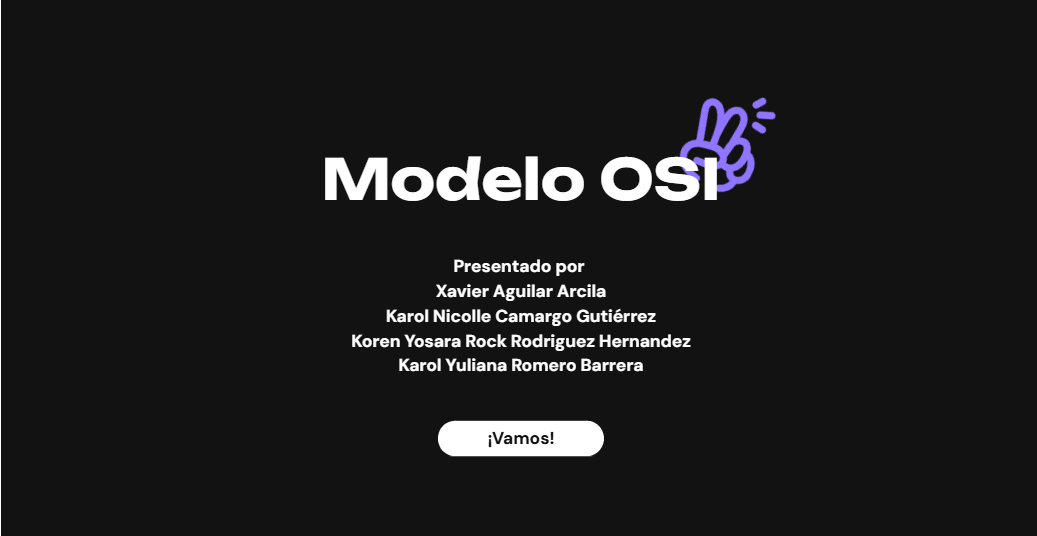 Modelo OSI
Presentado por
Xavier Aguilar Arcila
Karol Nicolle Camargo Gutiérrez
Koren Yosara Rock Rodriguez Hernandez
Karol Yuliana Romero Barrera
¡Vamos!